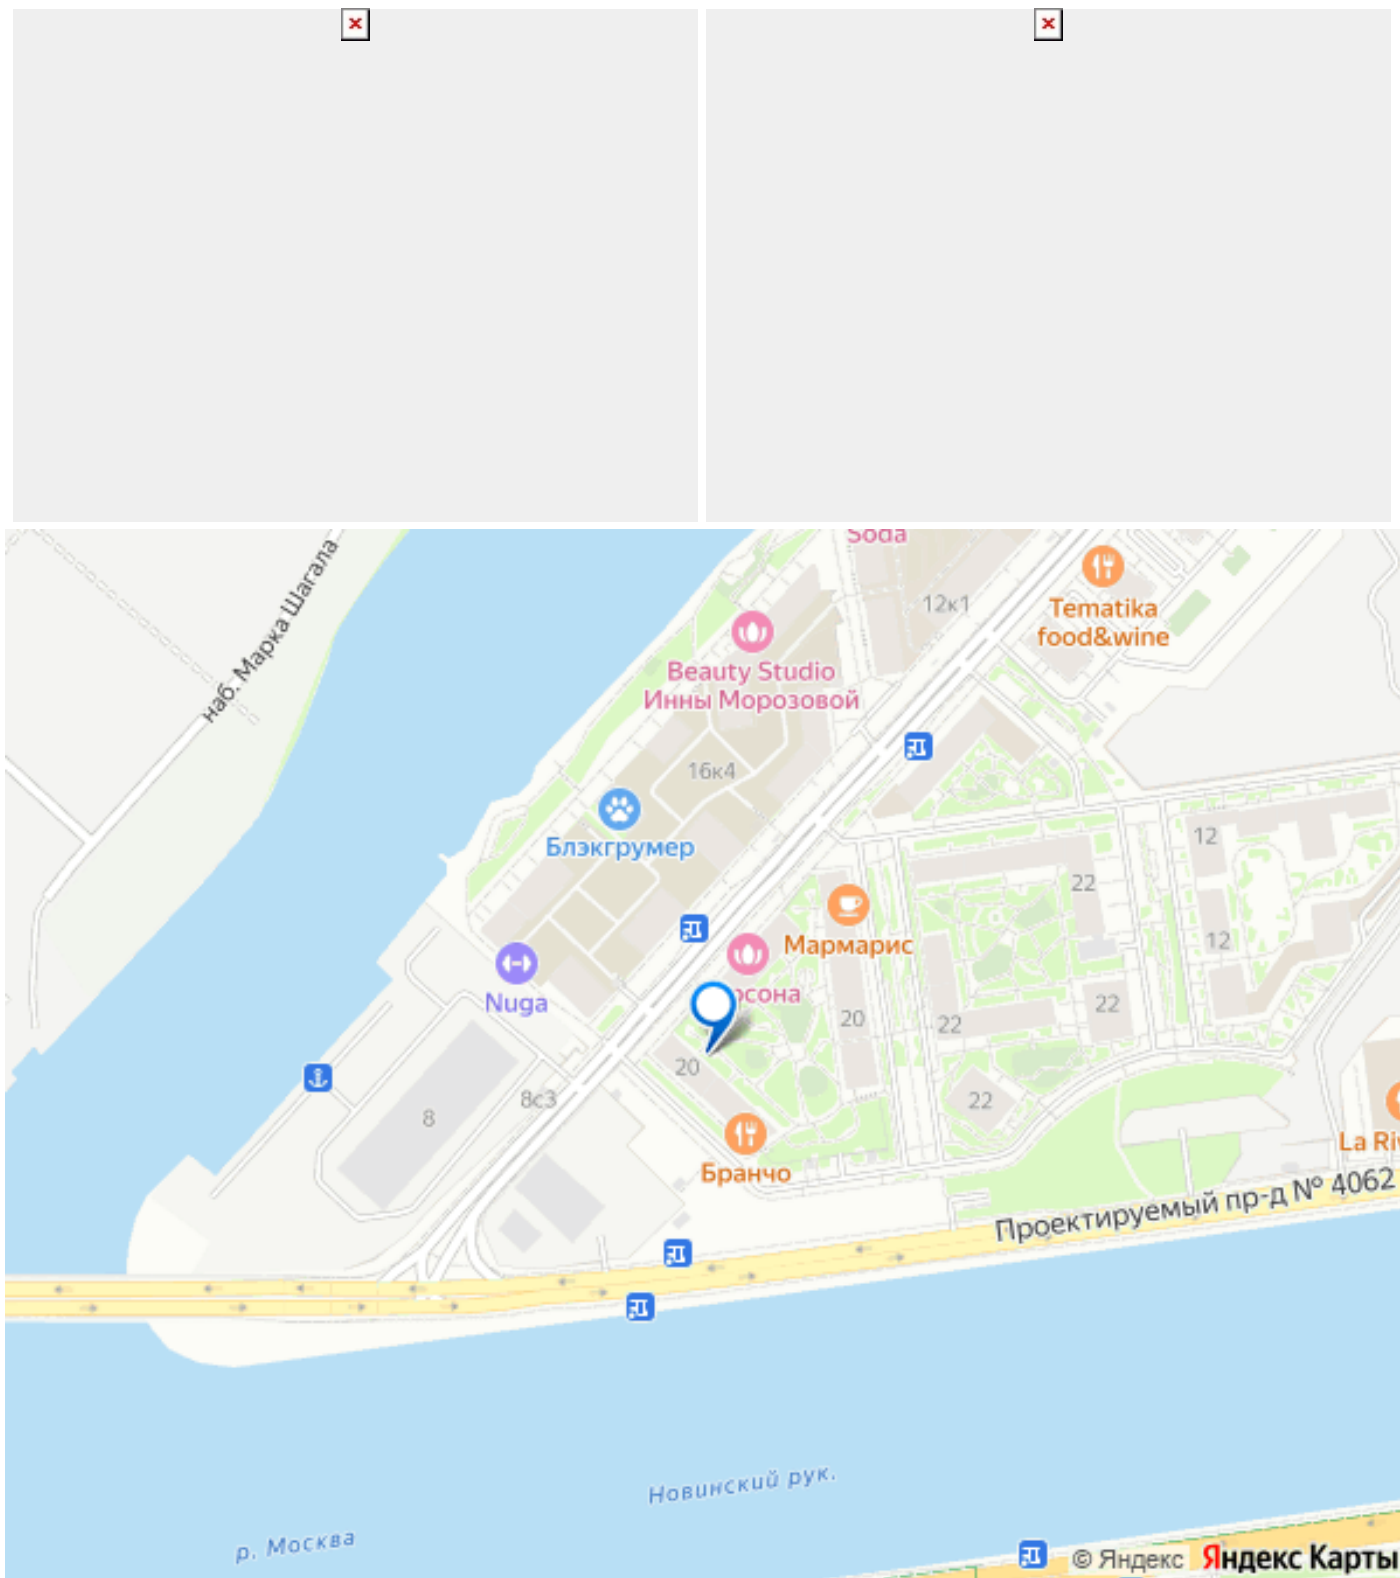 Soda
наб. Марка Шагала
12к1
Tematika
food&wine
Beauty Studio
Инны Морозовой
16к4
Блэкгрумер
12
22
Мармарис
12
Nuga
20
22
22
20
8с3
8
22
Бранчо
La
Проектируемый пр-д № 4062
Новинский рук.
р. Москва
© Яндекс Яндекс Карты